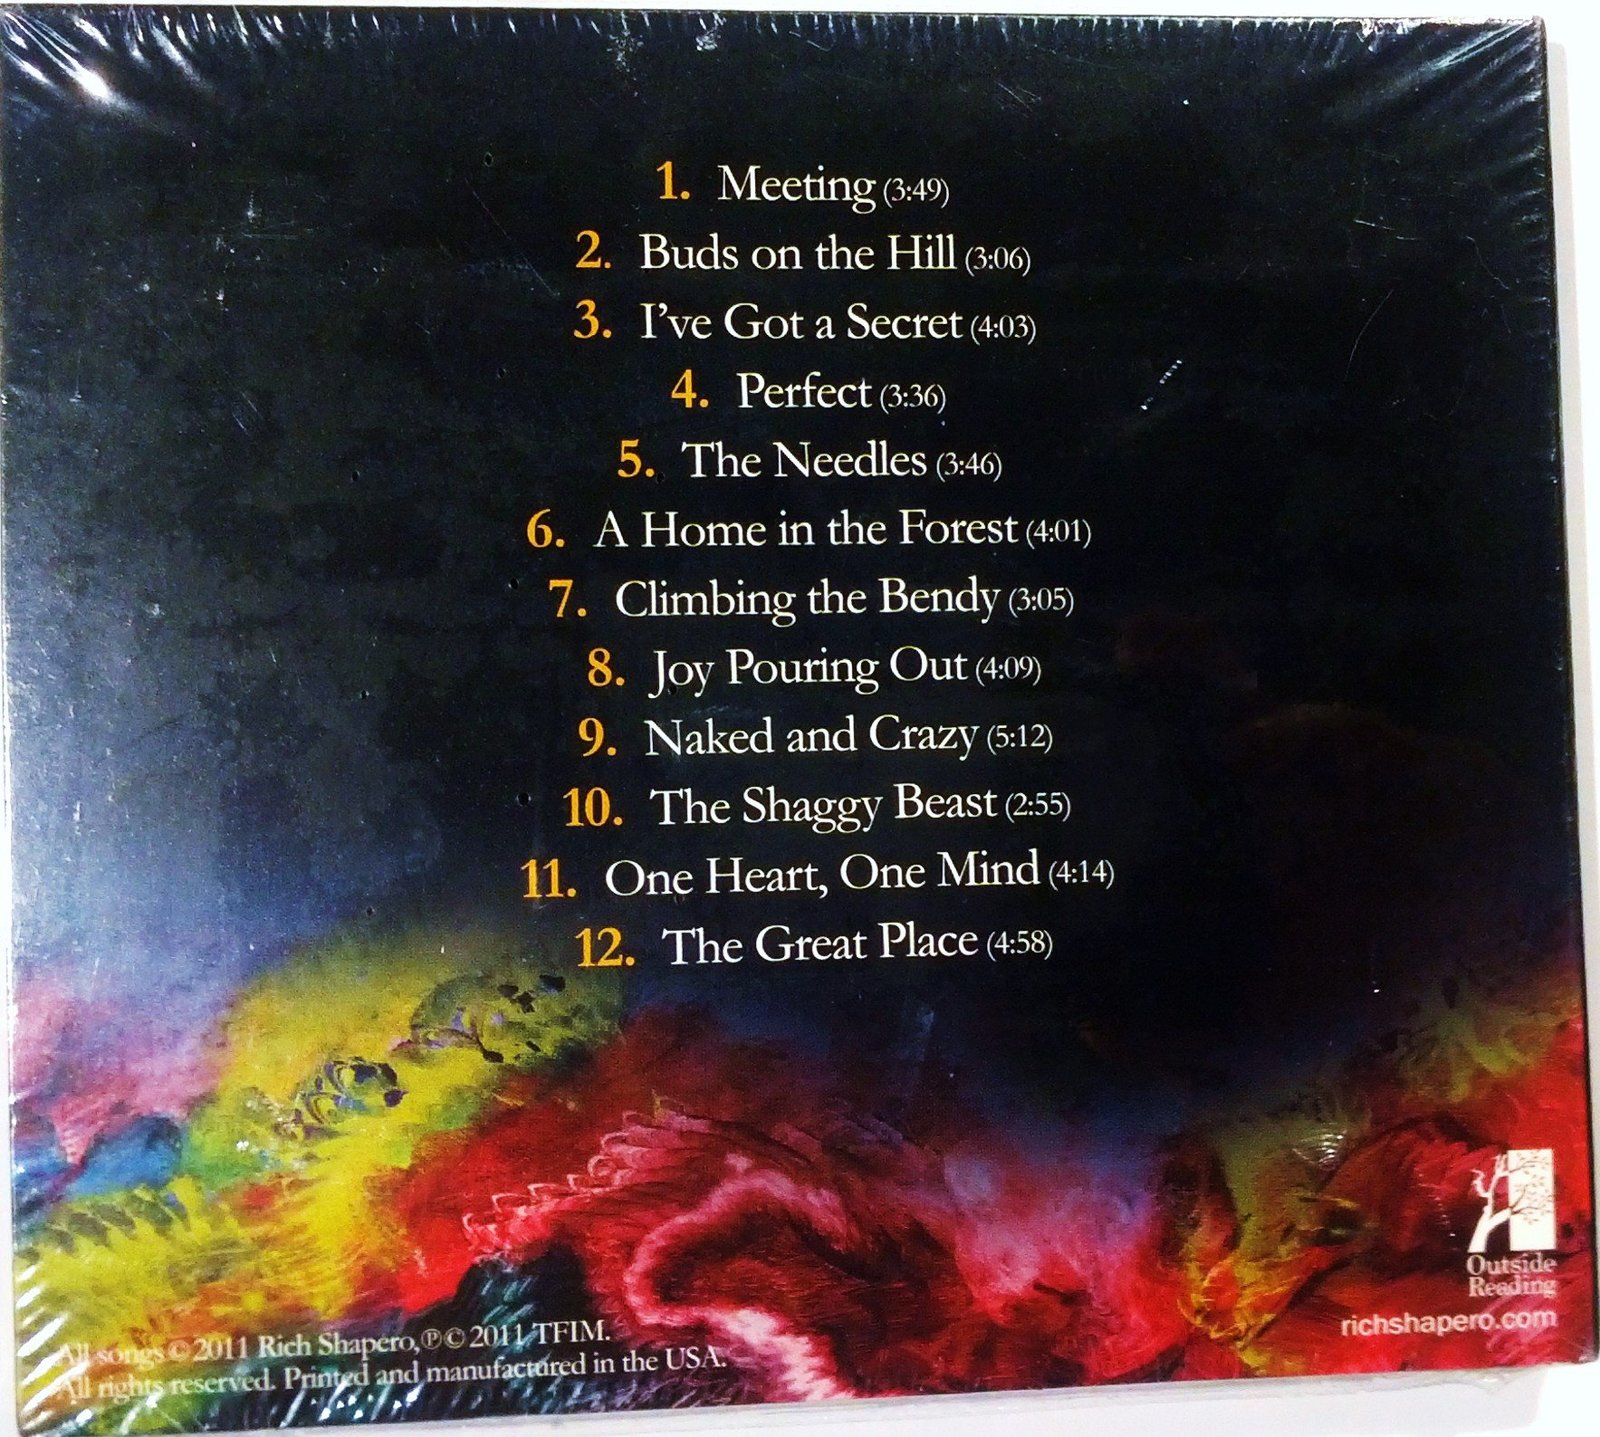 1. Meeting (3:49)
2. Buds on the Hill (3:06)
3. I've Got a Secret (4:03)
4. Perfect (3:36)
5. The Needles (3:46)
6. A Home in the Forest (4:01)
7. Climbing the Bendy (3:05)
8. Joy Pouring Out (4:09)
9. Naked and Crazy (5:12)
10. The Shaggy Beast (2:55)
11. One Heart, One Mind (4:14)
12. The Great Place (4:58)
Outside
Reading
richshapero.com
All songs © 2011 Rich Shapero, ℗ © 2011 TFIM.
All rights reserved. Printed and manufactured in the USA.